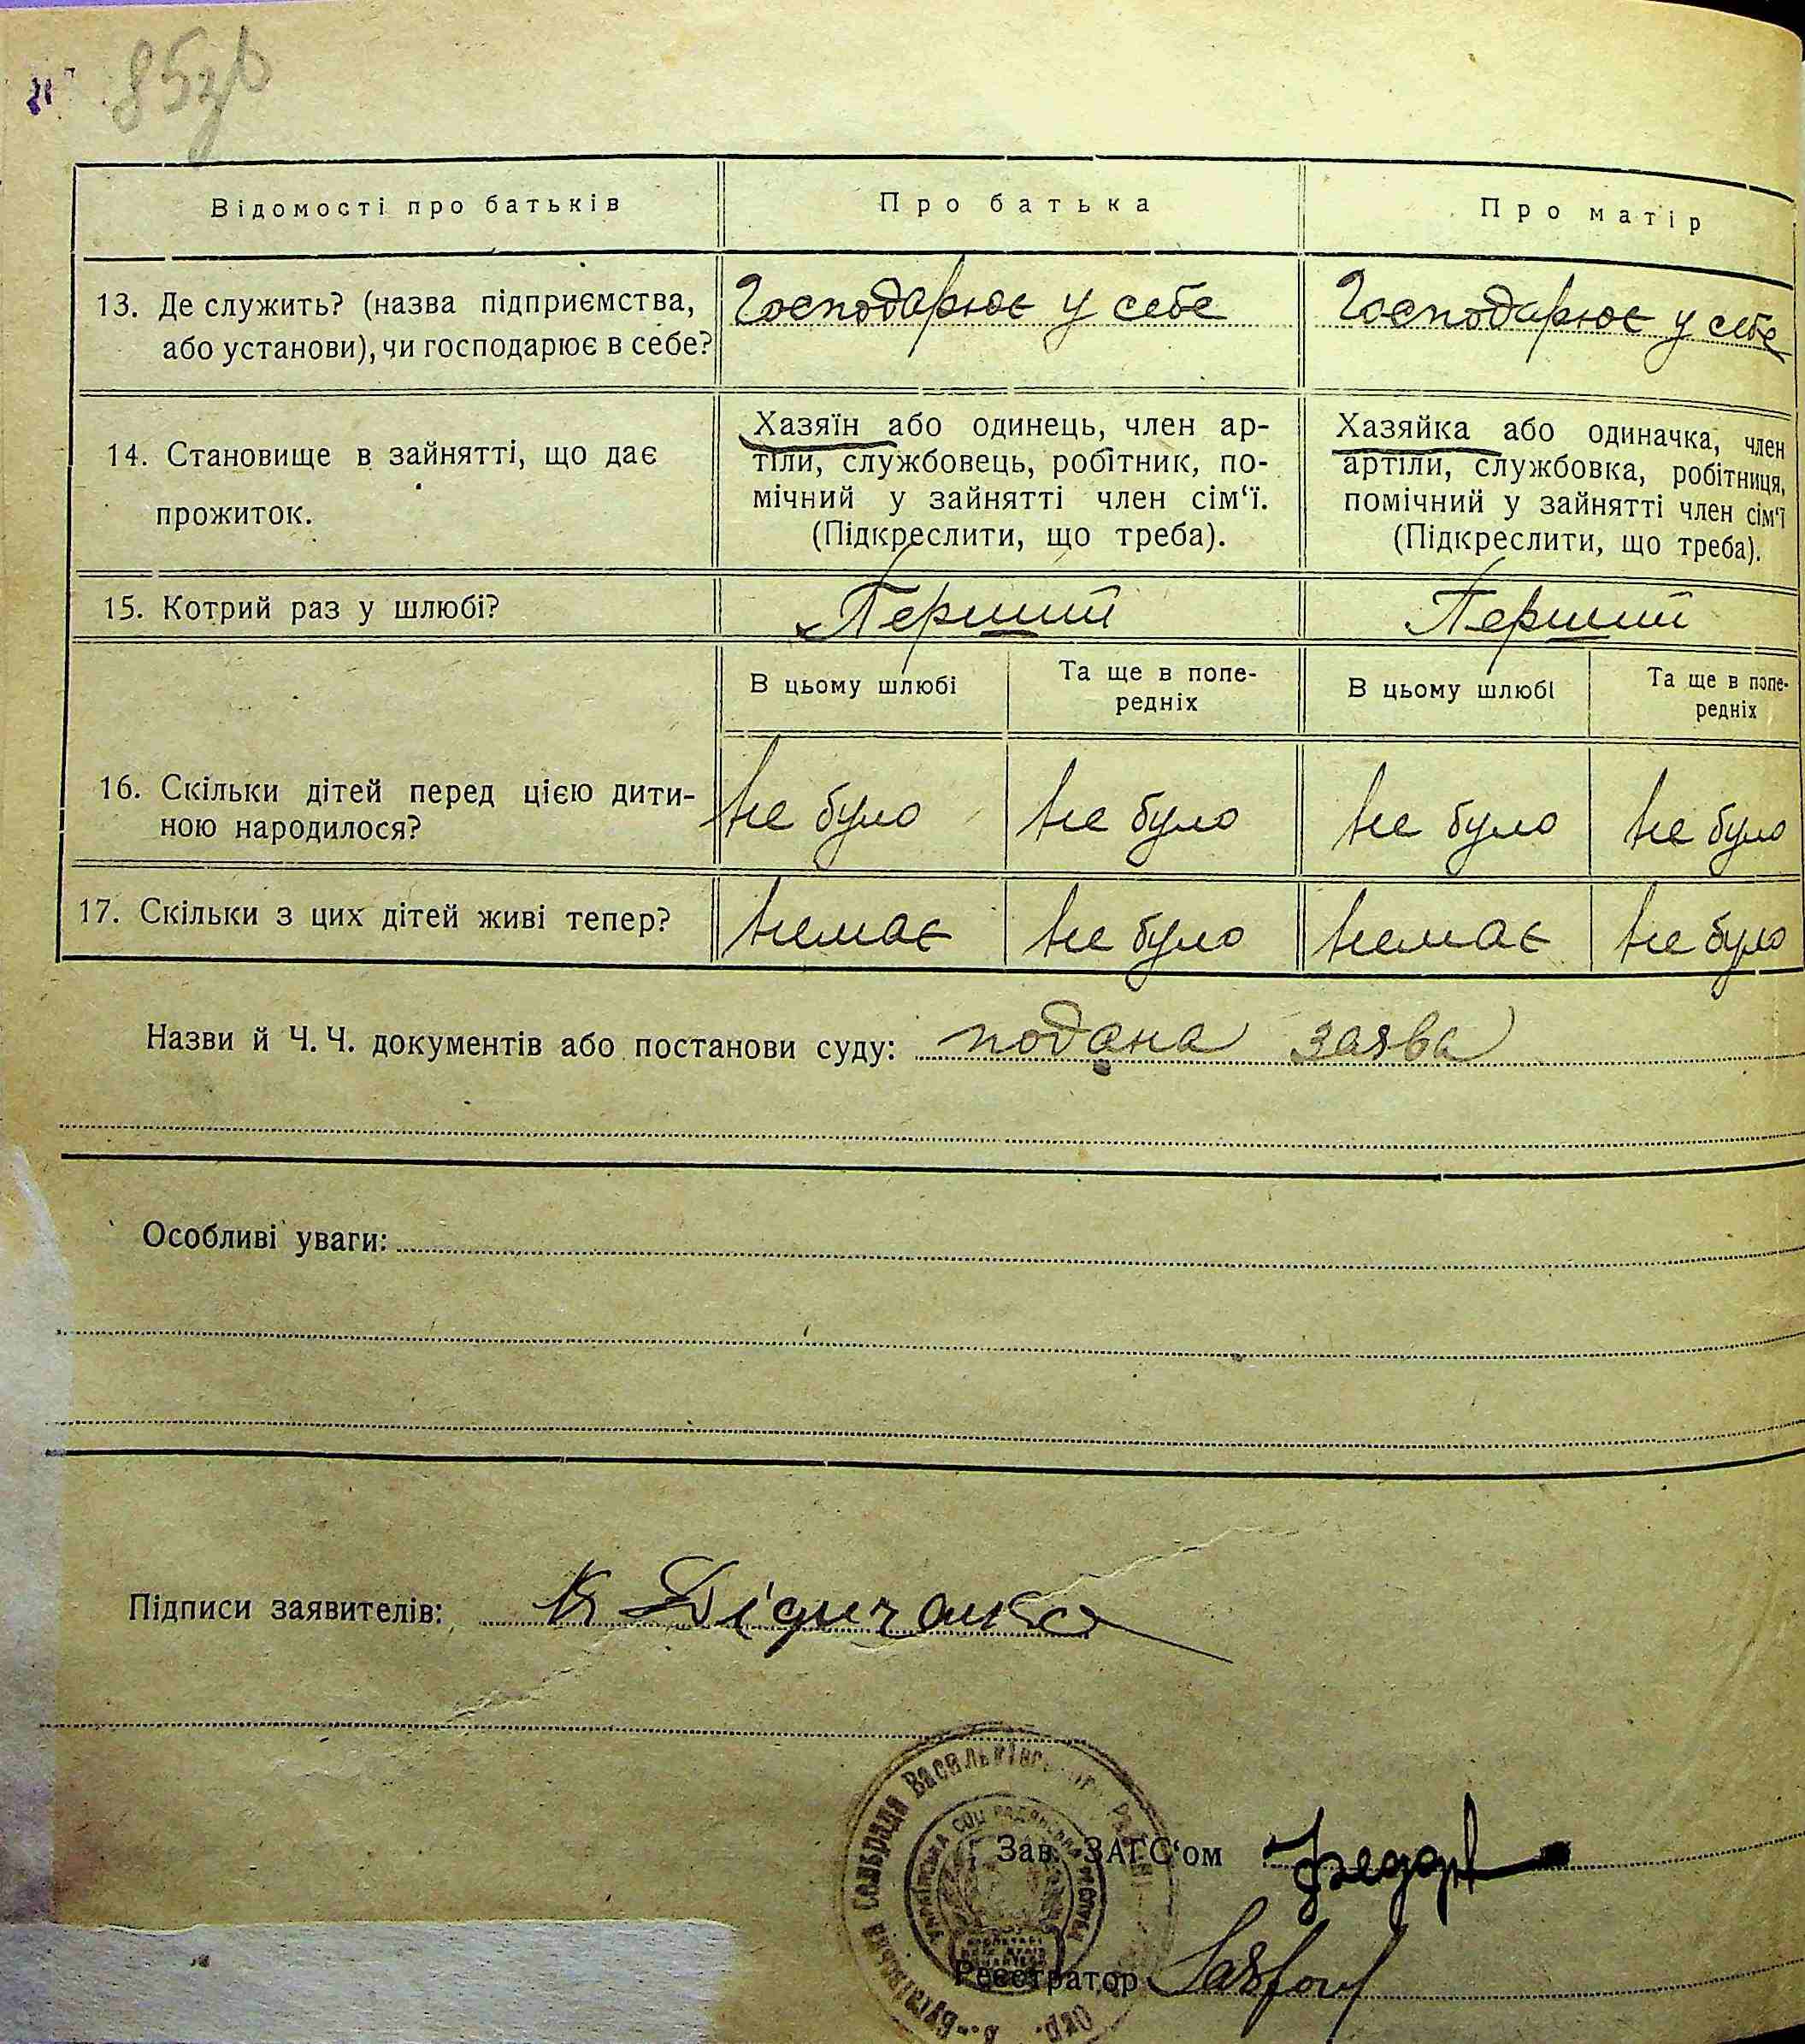 85зв
Відомості про батьків
Про батька
Про матір
13. Де служить? (назва підприємства,
або установи), чи господарює в себе?
Господарює у себе
Господарює у себе
14. Становище в зайнятті, що дає
прожиток.
Хазяїн або одинець, член ар-
тіли, службовець, робітник, по-
мічний у зайнятті член сім‘ї.
(Підкреслити, що треба).
Хазяйка або одиначка, член
артіли, службовка, робітниця,
помічний у зайнятті член сім‘ї
(Підкреслити, що треба).
15. Котрий раз у шлюбі?
Перший
Перший
В цьому шлюбі
Та ще в попе-
редніх
В цьому шлюбі
Та ще в попе-
редніх
16. Скільки дітей перед цією дити-
ною народилося?
не було
не було
не було
не було
17. Скільки з цих дітей живі тепер?
немає
не було
немає
не було
Назви й Ч. Ч. документів або постанови суду: подана заява
Особливі уваги:
Підписи заявителів:
Зав. ЗАГС‘ом
Реєстратор
Сельрада Васильківс
УКРАЇНСЬКА СОЦ РАДЯНСЬКА РЕСПУБ